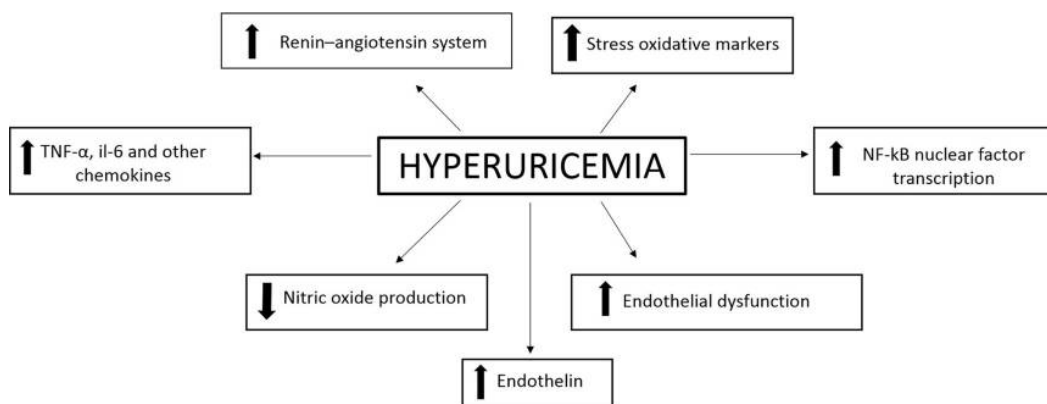 Renin–angiotensin system
Stress oxidative markers
TNF-α, il-6 and other
chemokines
HYPERURICEMIA
NF-kB nuclear factor
transcription
Nitric oxide production
Endothelial dysfunction
Endothelin